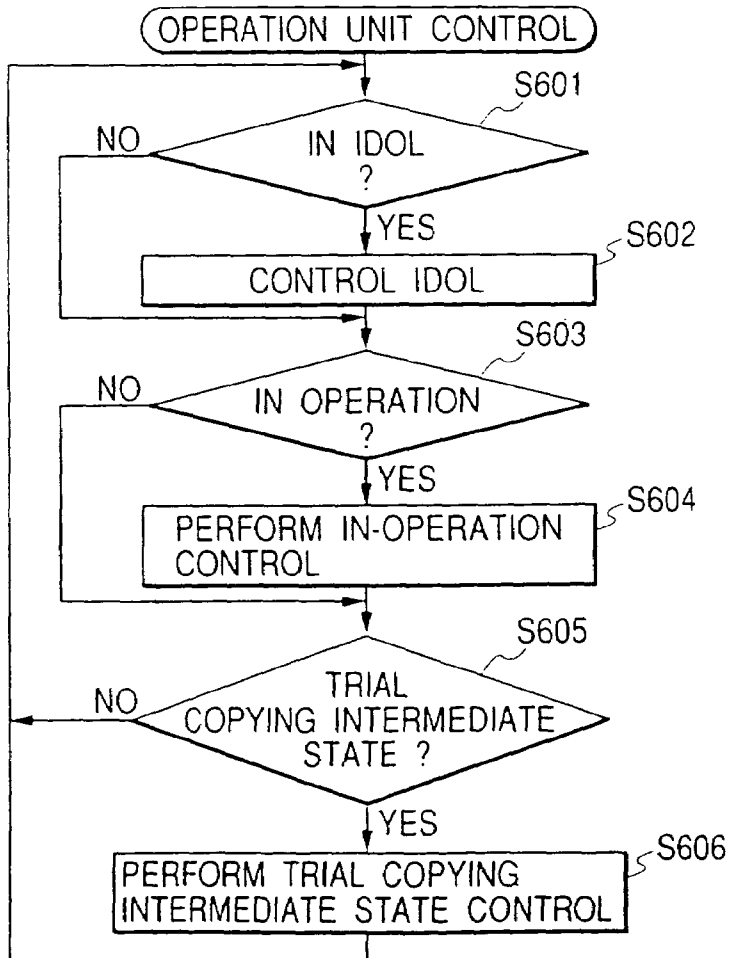 OPERATION UNIT CONTROL
S601
NO
IN IDOL
?
YES
S602
CONTROL IDOL
S603
NO
IN OPERATION
?
YES
S604
PERFORM IN-OPERATION
CONTROL
S605
NO
TRIAL
COPYING INTERMEDIATE
STATE ?
YES
S606
PERFORM TRIAL COPYING
INTERMEDIATE STATE CONTROL